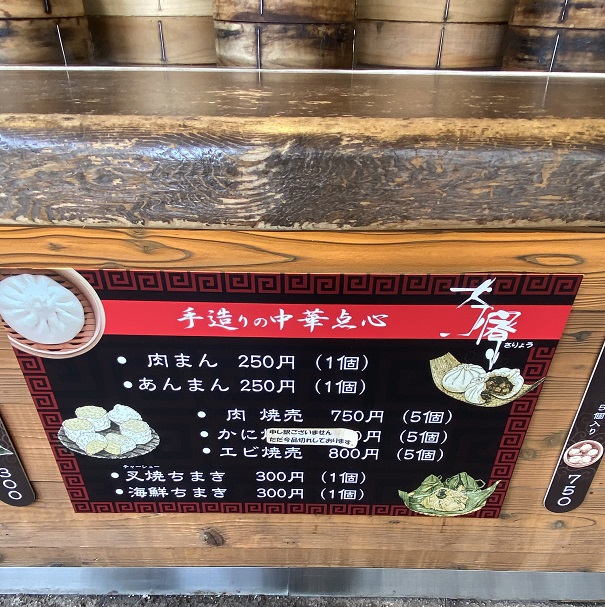 手造りの中華点心
さりょう
・肉まん 250円 (1個)
・あんまん 250円 (1個)
・肉 焼売 750円 (5個)
・かに 円 (5個)
申し訳ございません
ただ今品切れしております。
・エビ焼売 800円 (5個)
チャーシュー
・叉焼ちまき 300円 (1個)
・海鮮ちまき 300円 (1個)
300
5個入り
750